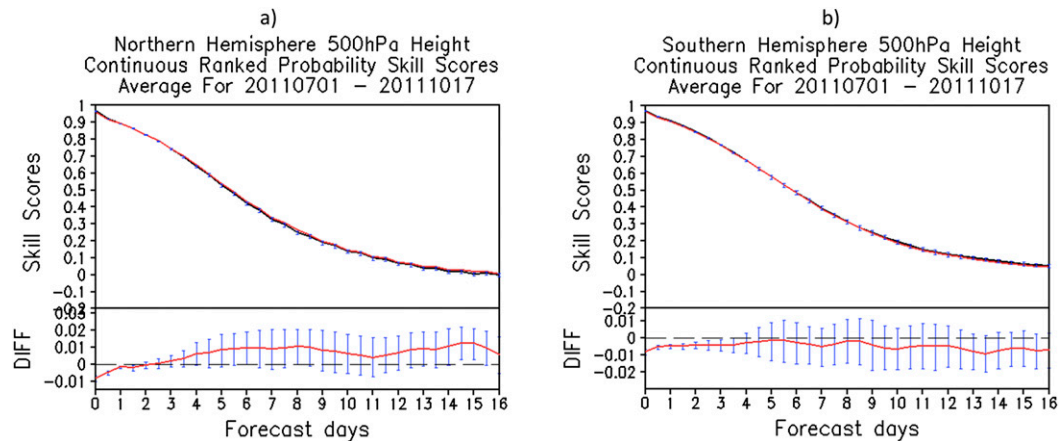 a)
Northern Hemisphere 500hPa Height
Continuous Ranked Probability Skill Scores
Average For 20110701 – 20111017
Skill Scores
1
0.9
0.8
0.7
0.6
0.5
0.4
0.3
0.2
0.1
0
−0.1
−0.2
DIFF
0.03
0.02
0.01
0
−0.01
0 1 2 3 4 5 6 7 8 9 10 11 12 13 14 15 16
Forecast days
b)
Southern Hemisphere 500hPa Height
Continuous Ranked Probability Skill Scores
Average For 20110701 – 20111017
Skill Scores
1
0.9
0.8
0.7
0.6
0.5
0.4
0.3
0.2
0.1
0
−0.1
−0.2
DIFF
0.01
0
−0.01
−0.02
0 1 2 3 4 5 6 7 8 9 10 11 12 13 14 15 16
Forecast days